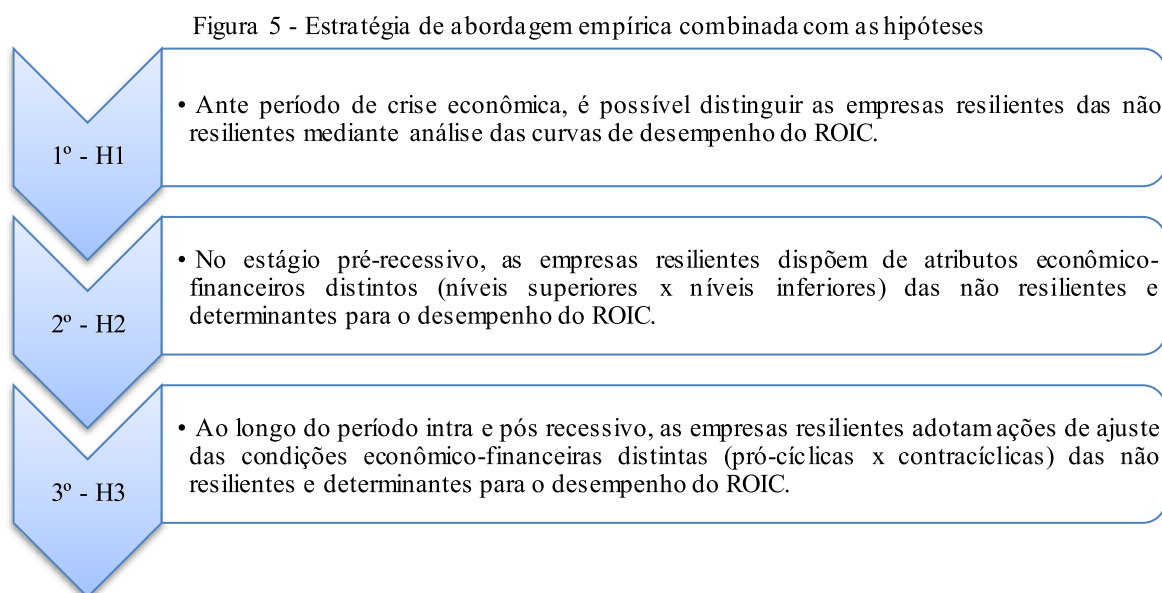 Figura 5 - Estratégia de abordagem empírica combinada com as hipóteses
1º - H1
• Ante período de crise econômica, é possível distinguir as empresas resilientes das não
resilientes mediante análise das curvas de desempenho do ROIC.
2º - H2
• No estágio pré-recessivo, as empresas resilientes dispõem de atributos econômico-
financeiros distintos (níveis superiores x níveis inferiores) das não resilientes e
determinantes para o desempenho do ROIC.
3º - H3
• Ao longo do período intra e pós recessivo, as empresas resilientes adotam ações de ajuste
das condições econômico-financeiras distintas (pró-cíclicas x contracíclicas) das não
resilientes e determinantes para o desempenho do ROIC.